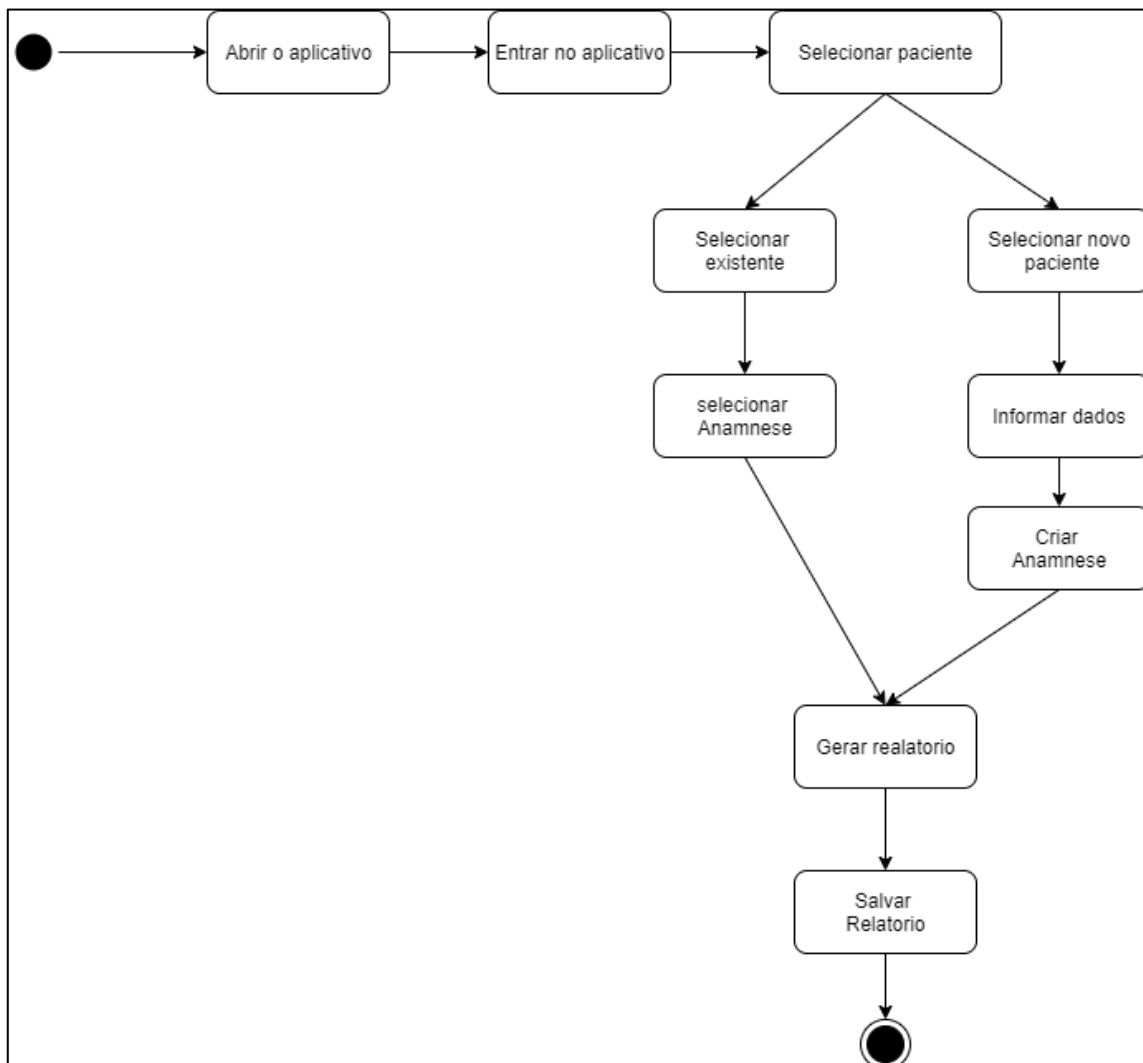 Abrir o aplicativo
Entrar no aplicativo
Selecionar paciente
Selecionar
existente
Selecionar novo
paciente
selecionar
Anamnese
Informar dados
Criar
Anamnese
Gerar realatorio
Salvar
Relatorio